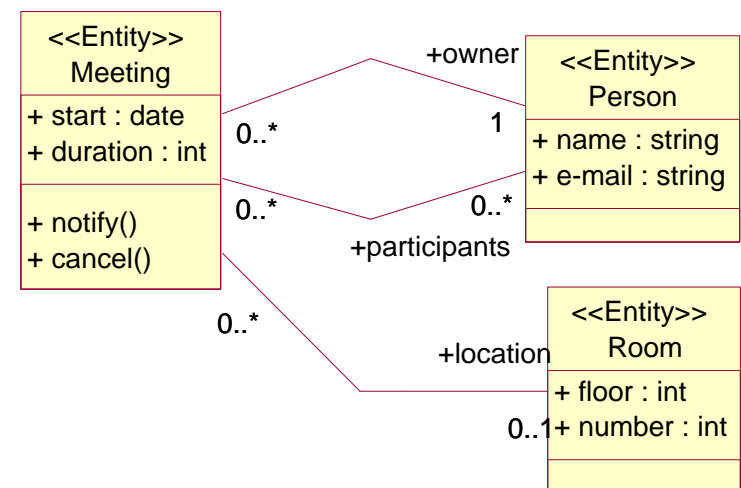 <<Entity>>
Meeting
+ start : date
+ duration : int
+ notify()
+ cancel()
+owner
0..*
1
<<Entity>>
Person
+ name : string
+ e-mail : string
0..*
0..*
+participants
0..*
+location
0..1
<<Entity>>
Room
+ floor : int
+ number : int